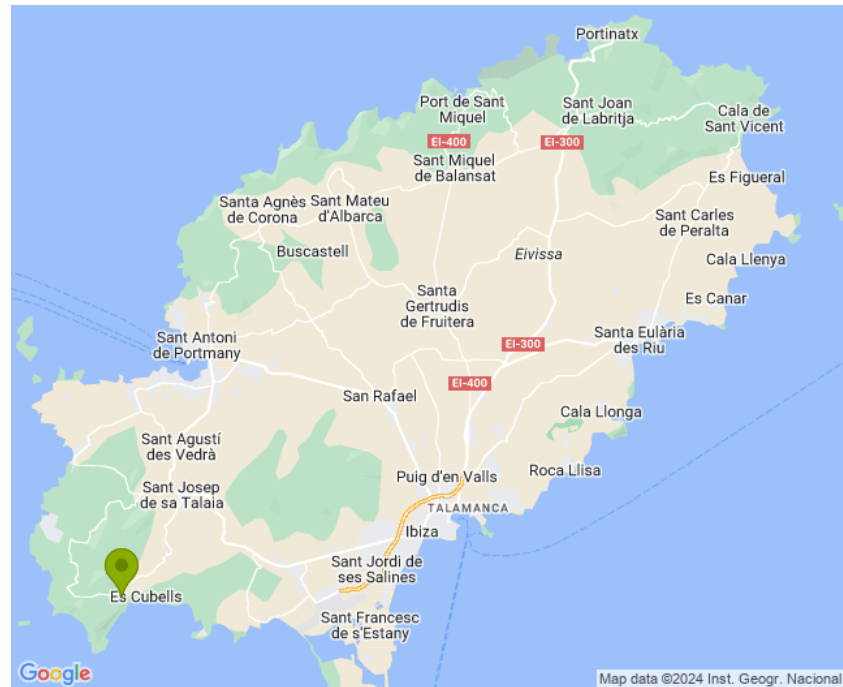 Portinatx
Port de Sant
Miquel
Sant Joan
de Labritja
Cala de
Sant Vicent
EI-400
EI-300
Sant Miquel
de Balansat
Es Figueral
Santa Agnès
de Corona
Sant Mateu
d'Albarca
Sant Carles
de Peralta
Buscastell
Eivissa
Cala Llenya
Santa
Gertrudis
de Fruitera
Es Canar
Sant Antoni
de Portmany
Santa Eulària
des Riu
EI-300
EI-400
San Rafael
Cala Llonga
Sant Agustí
des Vedrà
Roca Llisa
Puig d'en Valls
Sant Josep
de sa Talaia
TALAMANCA
Ibiza
Sant Jordi de
ses Salines
Es Cubells
Sant Francesc
de s'Estany
Google
Map data ©2024 Inst. Geogr. Nacional